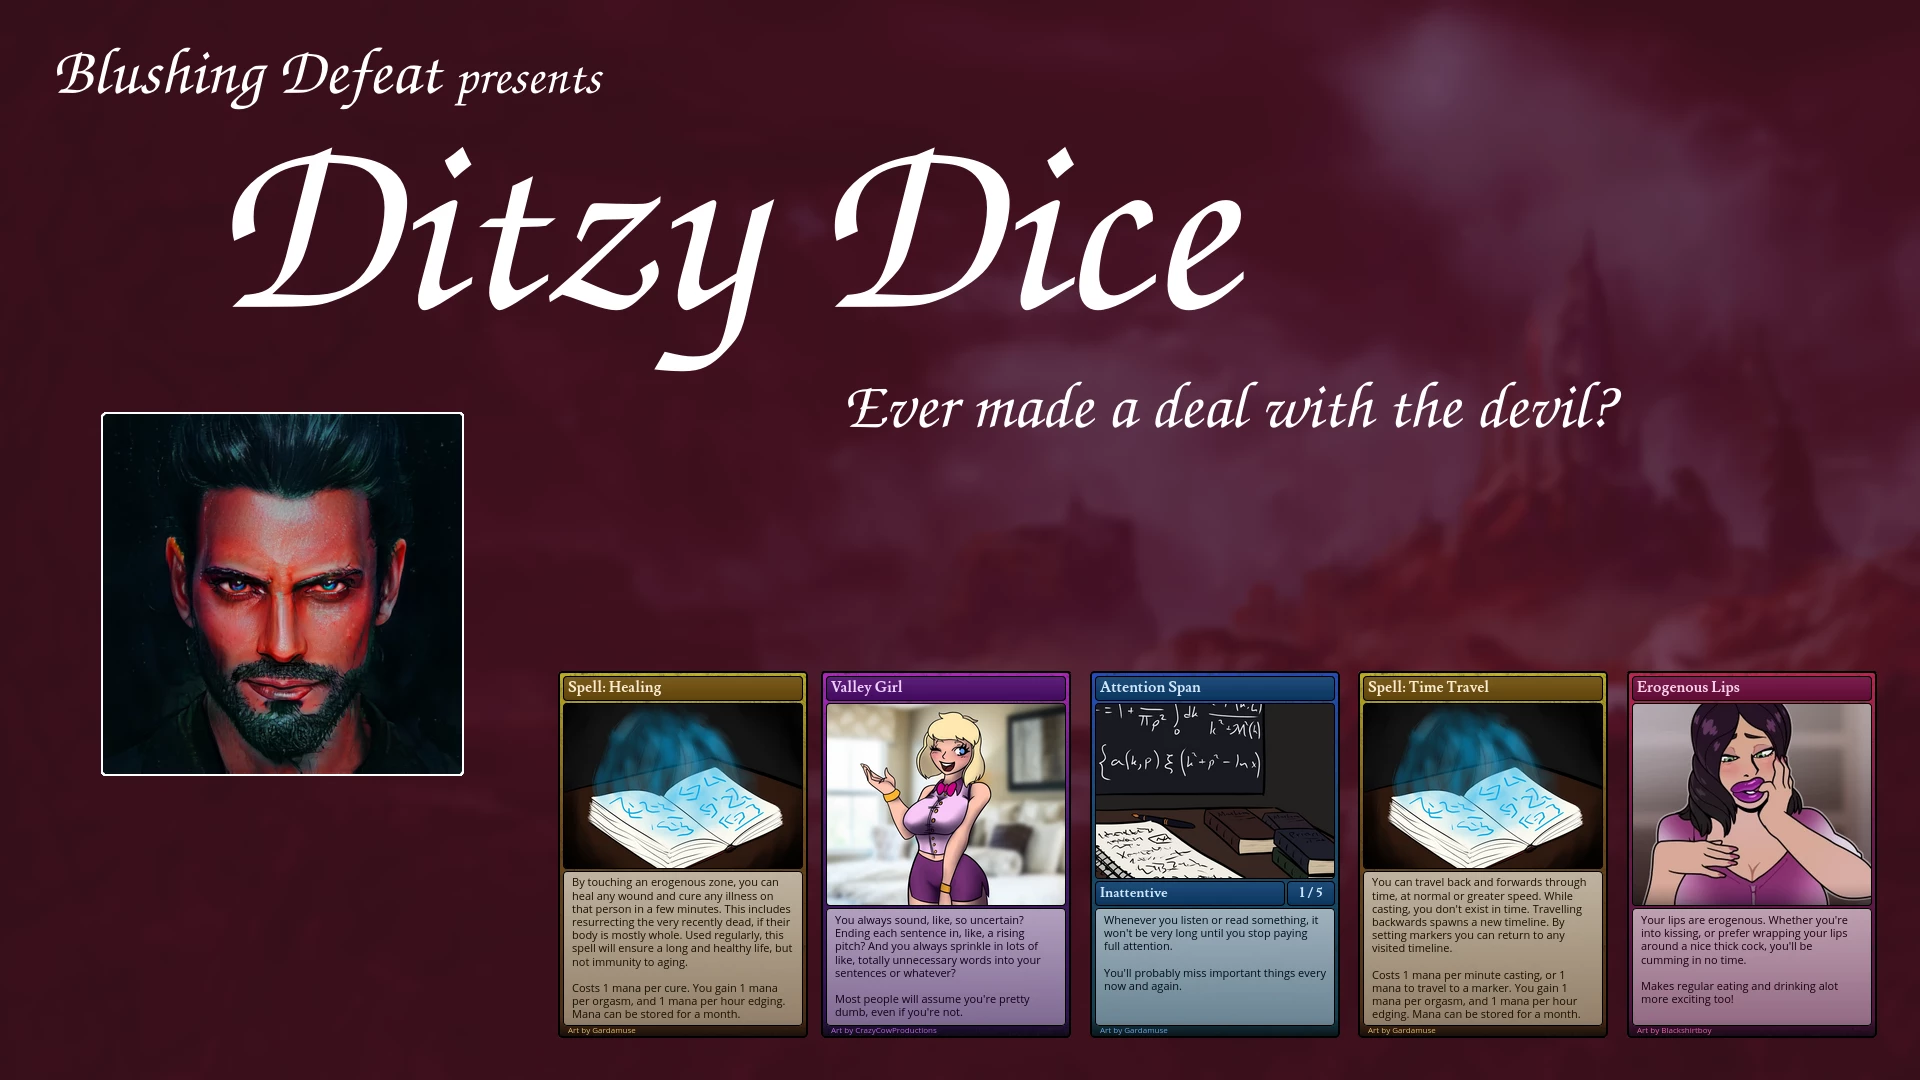 Blushing Defeat presents
Ditzy Dice
Ever made a deal with the devil?
Spell: Healing
By touching an erogenous zone, you can
heal any wound and cure any illness on
that person in a few minutes. This includes
resurrecting the very recently dead, if their
body is mostly whole. Used regularly, this
spell will ensure a long and healthy life, but
not immunity to aging.
Costs 1 mana per cure. You gain 1 mana
per orgasm, and 1 mana per hour edging.
Mana can be stored for a month.
Art by Gardamuse
Valley Girl
You always sound, like, so uncertain?
Ending each sentence in, like, a rising
pitch? And you always sprinkle in lots of
like, totally unnecessary words into your
sentences or whatever?
Most people will assume you're pretty
dumb, even if you're not.
Art by CrazyCowProductions
Attention Span
Inattentive
1 / 5
Whenever you listen or read something, it
won't be very long until you stop paying
full attention.
You'll probably miss important things every
now and again.
Art by Gardamuse
Spell: Time Travel
You can travel back and forwards through
time, at normal or greater speed. While
casting, you don't exist in time. Travelling
backwards spawns a new timeline. By
setting markers you can return to any
visited timeline.
Costs 1 mana per minute casting, or 1
mana to travel to a marker. You gain 1
mana per orgasm, and 1 mana per hour
edging. Mana can be stored for a month.
Art by Gardamuse
Erogenous Lips
Your lips are erogenous. Whether you're
into kissing, or prefer wrapping your lips
around a nice thick cock, you'll be
cumming in no time.
Makes regular eating and drinking alot
more exciting too!
Art by Blackshirtboy